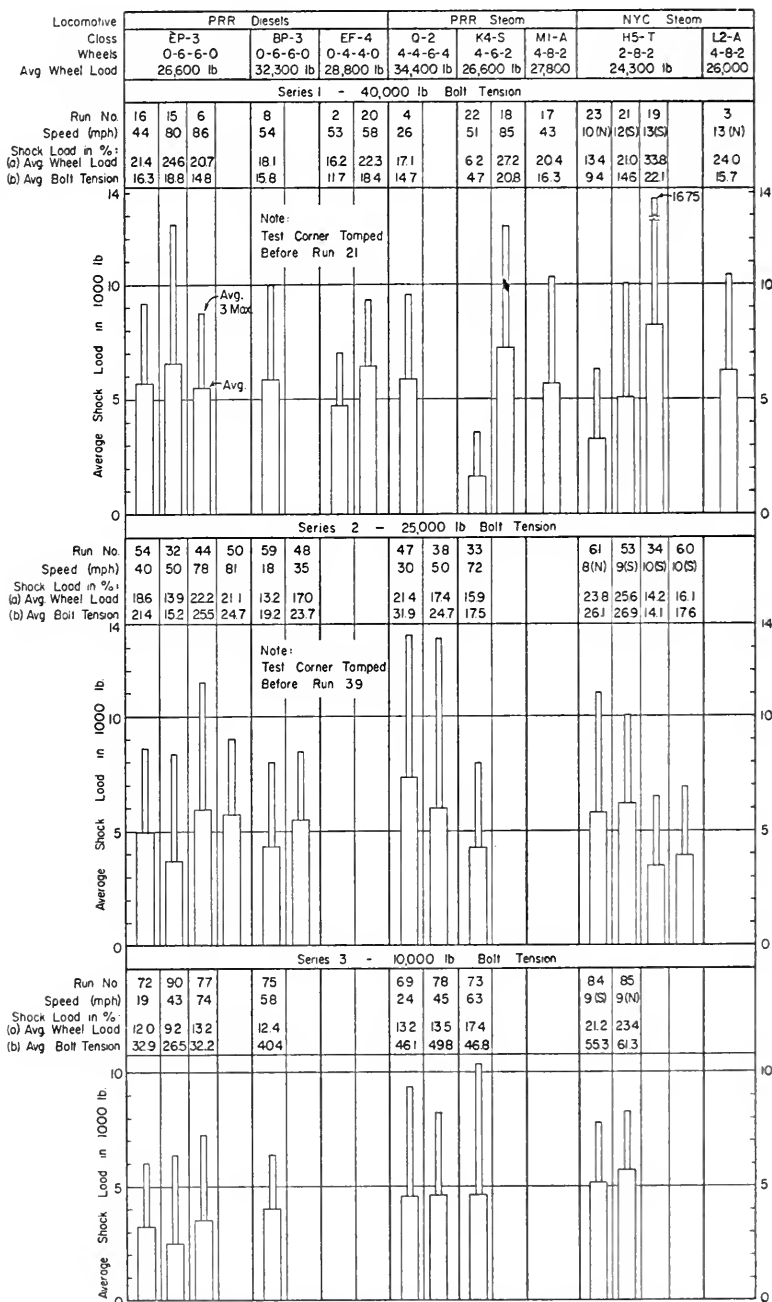 Locomotive PRR Diesels PRR Steam NYC Steam
Class EP-3 BP-3 EF-4 Q-2 K4-S M1-A H5-T L2-A
Wheels 0-6-6-0 0-6-6-0 0-4-4-0 4-4-6-4 4-6-2 4-8-2 2-8-2 4-8-2
Avg Wheel Load 26,600 lb 32,300 lb 28,800 lb 34,400 lb 26,600 lb 27,800 24,300 lb 26,000
Series 1 - 40,000 lb Bolt Tension
Run No. 16 15 6 8 2 20 4 22 18 17 23 21 19 3
Speed (mph) 44 80 86 54 53 58 26 51 85 43 10(N) 12(S) 13(S) 13(N)
Shock Load in %:
(a) Avg Wheel Load 21.4 24.6 20.7 18.1 16.2 22.3 17.1 6.2 27.2 20.4 13.4 21.0 33.8 24.0
(b) Avg Bolt Tension 16.3 18.8 14.8 15.8 11.7 18.4 14.7 4.7 20.8 16.3 9.4 14.6 22.1 15.7
14 14
16.75
Note:
Test Corner Tamped
Before Run 21
10 10
Avg.
3 Max
Avg.
5 5
0 0
Average Shock Load in 1000 lb
Series 2 - 25,000 lb Bolt Tension
Run No. 54 32 44 50 59 48 47 38 33 61 53 34 60
Speed (mph) 40 50 78 81 18 35 30 50 72 8(N) 9(S) 10(S) 10(S)
Shock Load in %:
(a) Avg. Wheel Load 18.6 13.9 22.2 21.1 13.2 17.0 21.4 17.4 15.9 23.8 25.6 14.2 16.1
(b) Avg Bolt Tension 21.4 15.2 25.5 24.7 19.2 23.7 31.9 24.7 17.5 26.1 26.9 14.1 17.6
14 14
Note:
Test Corner Tamped
Before Run 39
10 10
5 5
0 0
Average Shock Load in 1000 lb.
Series 3 - 10,000 lb Bolt Tension
Run No 72 90 77 75 69 78 73 84 85
Speed (mph) 19 43 74 58 24 45 63 9(S) 9(N)
Shock Load in %:
(a) Avg. Wheel Load 12.0 9.2 13.2 12.4 13.2 13.5 17.4 21.2 23.4
(b) Avg Bolt Tension 32.9 26.5 32.2 40.4 46.1 49.8 46.8 55.3 61.3
10 10
5 5
0 0
Average Shock Load in 1000 lb.